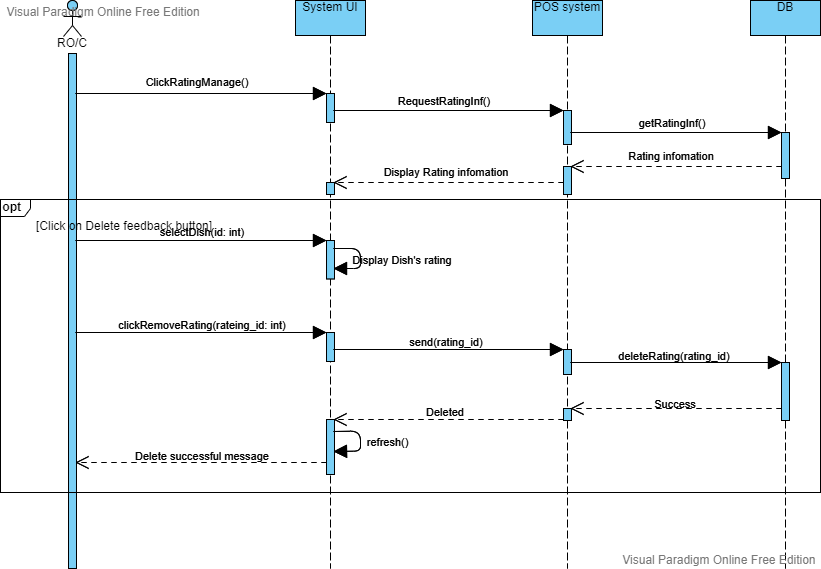 Visual Paradigm Online Free Edition
System UI
POS system
DB
RO/C
ClickRatingManage()
RequestRatingInf()
getRatingInf()
Rating infomation
Display Rating infomation
opt
[Click on Delete feedback button]
selectDish(id: int)
Display Dish's rating
clickRemoveRating(rateing_id: int)
send(rating_id)
deleteRating(rating_id)
Success
Deleted
refresh()
Delete successful message
Visual Paradigm Online Free Edition